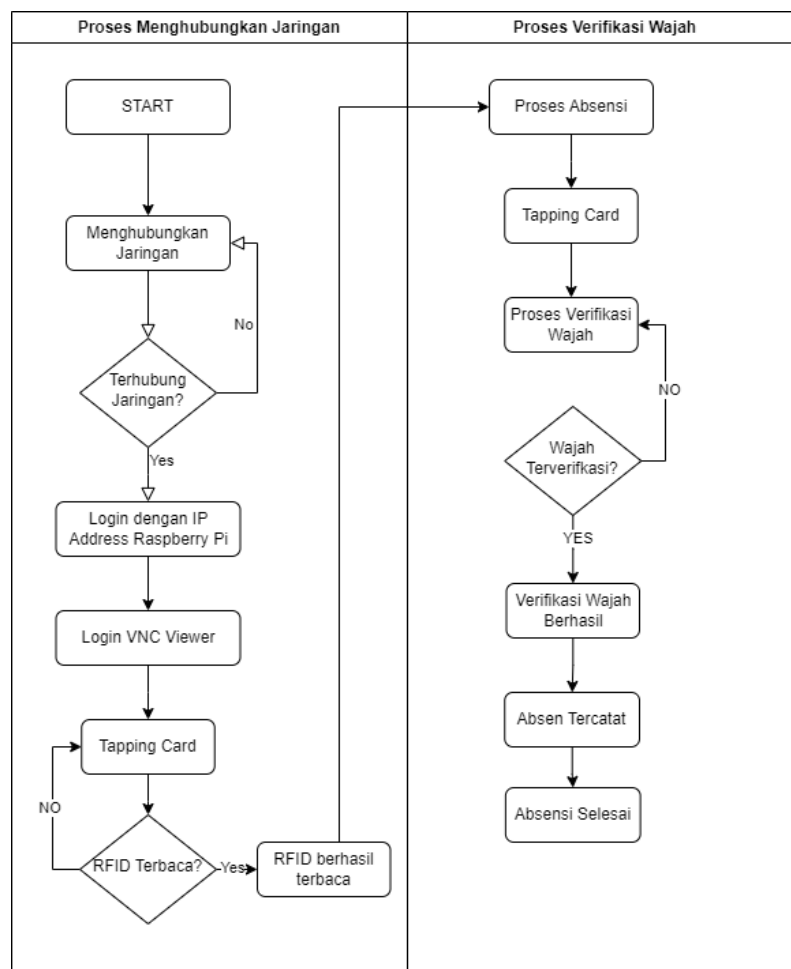 Proses Menghubungkan Jaringan
START
Menghubungkan
Jaringan
No
Terhubung
Jaringan?
Yes
Login dengan IP
Address Raspberry Pi
Login VNC Viewer
Tapping Card
NO
RFID Terbaca?
Yes
RFID berhasil
terbaca
Proses Verifikasi Wajah
Proses Absensi
Tapping Card
Proses Verifikasi
Wajah
NO
Wajah
Terverifkasi?
YES
Verifikasi Wajah
Berhasil
Absen Tercatat
Absensi Selesai